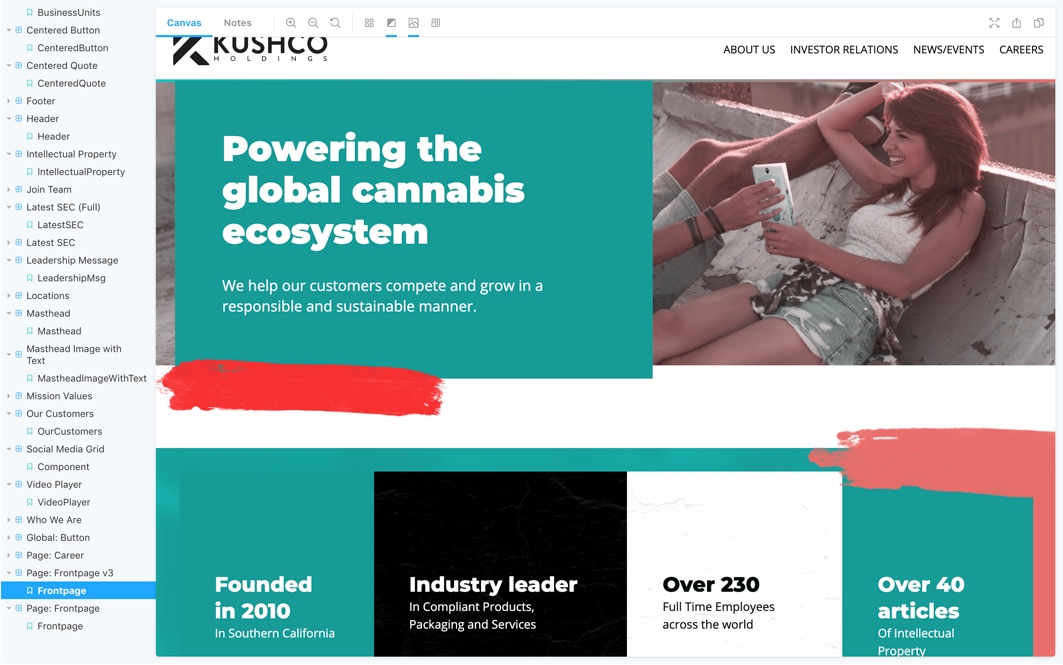 BusinessUnits
Centered Button
CenteredButton
Centered Quote
CenteredQuote
Footer
Header
Header
Intellectual Property
IntellectualProperty
Join Team
Latest SEC (Full)
LatestSEC
Latest SEC
Leadership Message
LeadershipMsg
Locations
Masthead
Masthead
Masthead Image with
Text
MastheadImageWithText
Mission Values
Our Customers
OurCustomers
Social Media Grid
Component
Video Player
VideoPlayer
Who We Are
Global: Button
Page: Career
Page: Frontpage v3
Frontpage
Page: Frontpage
Frontpage
Canvas Notes
KUSHCO
HOLDINGS
ABOUT US INVESTOR RELATIONS NEWS/EVENTS CAREERS
Powering the
global cannabis
ecosystem
We help our customers compete and grow in a
responsible and sustainable manner.
Founded
in 2010
In Southern California
Industry leader
In Compliant Products,
Packaging and Services
Over 230
Full Time Employees
across the world
Over 40
articles
Of Intellectual
Property